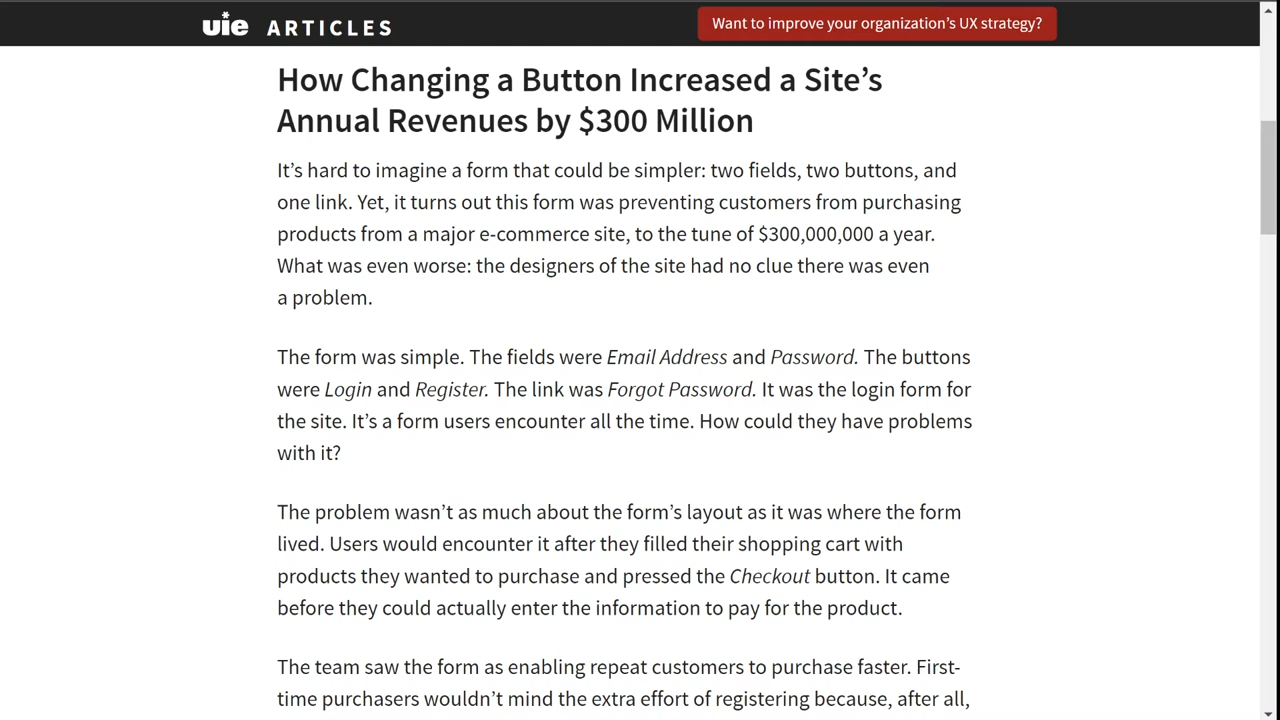 uie ARTICLES
Want to improve your organization’s UX strategy?
How Changing a Button Increased a Site’s
Annual Revenues by $300 Million
It’s hard to imagine a form that could be simpler: two fields, two buttons, and
one link. Yet, it turns out this form was preventing customers from purchasing
products from a major e-commerce site, to the tune of $300,000,000 a year.
What was even worse: the designers of the site had no clue there was even
a problem.
The form was simple. The fields were Email Address and Password. The buttons
were Login and Register. The link was Forgot Password. It was the login form for
the site. It’s a form users encounter all the time. How could they have problems
with it?
The problem wasn’t as much about the form’s layout as it was where the form
lived. Users would encounter it after they filled their shopping cart with
products they wanted to purchase and pressed the Checkout button. It came
before they could actually enter the information to pay for the product.
The team saw the form as enabling repeat customers to purchase faster. First-
time purchasers wouldn’t mind the extra effort of registering because, after all,